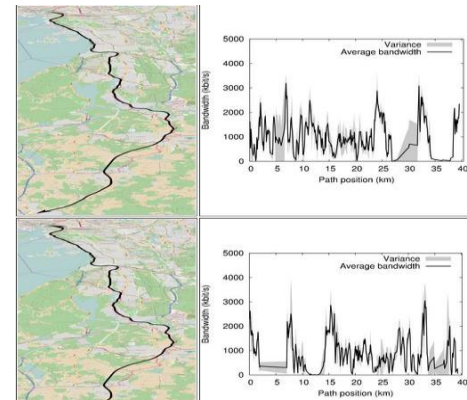 Variance
Average bandwidth
Bandwidth (kbit/s)
5000
4000
3000
2000
1000
0
0 5 10 15 20 25 30 35 40
Path position (km)
Variance
Average bandwidth
Bandwidth (kbit/s)
5000
4000
3000
2000
1000
0
0 5 10 15 20 25 30 35 40
Path position (km)